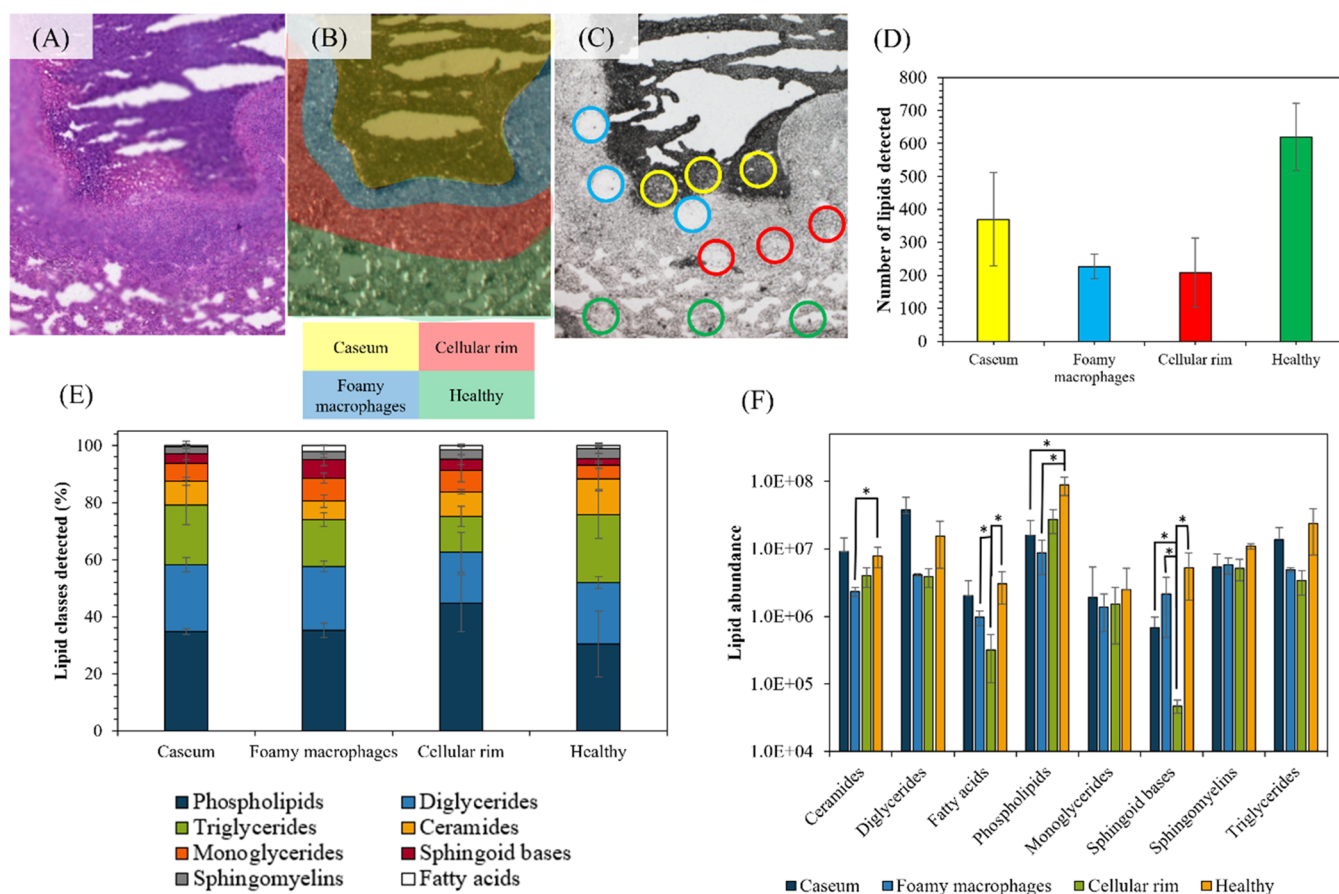 (A)
(B)
(C)
(D)
Caseum
Cellular rim
Foamy
macrophages
Healthy
Number of lipids detected
800
700
600
500
400
300
200
100
0
Caseum
Foamy
macrophages
Cellular rim
Healthy
(E)
Lipid classes detected (%)
100
80
60
40
20
0
Caseum
Foamy macrophages
Cellular rim
Healthy
Phospholipids
Diglycerides
Triglycerides
Ceramides
Monoglycerides
Sphingoid bases
Sphingomyelins
Fatty acids
(F)
Lipid abundance
1.0E+08
1.0E+07
1.0E+06
1.0E+05
1.0E+04
*
*
*
*
*
*
*
*
Ceramides
Diglycerides
Fatty acids
Phospholipids
Monoglycerides
Sphingoid bases
Sphingomyelins
Triglycerides
Caseum
Foamy macrophages
Cellular rim
Healthy